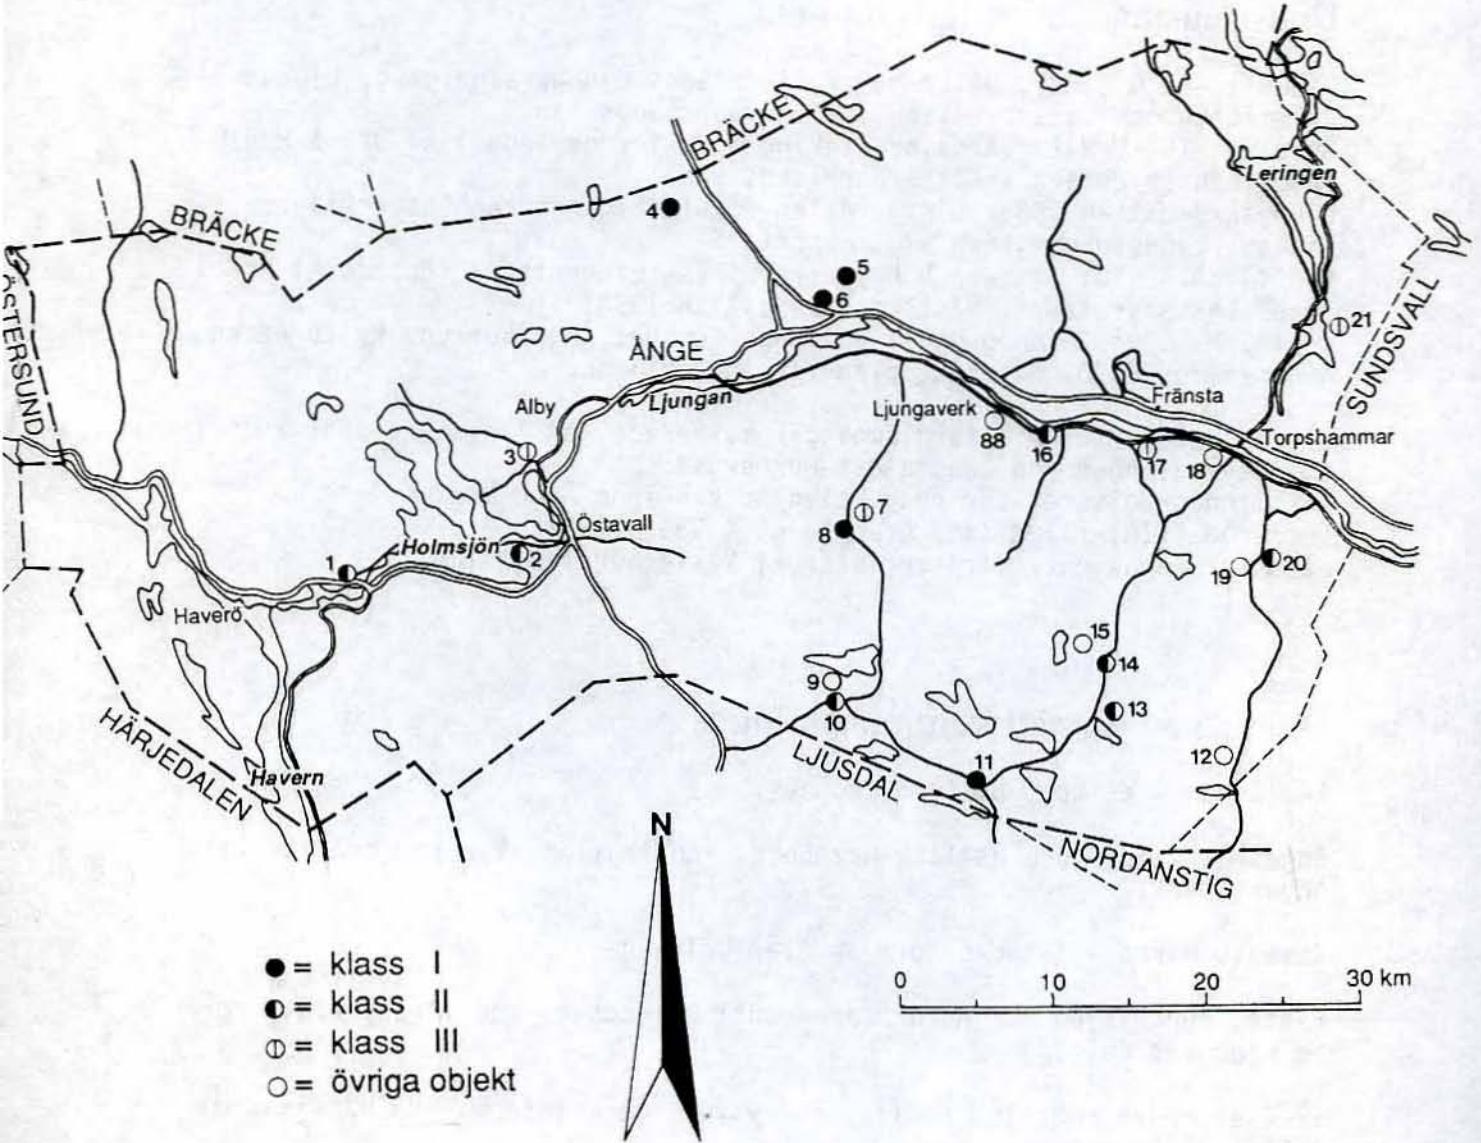 BRÄCKE
Leringen
4
BRÄCKE
5
ÖSTERSUND
6
21
SUNDSVALL
ÅNGE
Ljungan
Alby
Ljungaverk
Fränsta
88
16
17
18
Torpshammar
3
7
8
Östavall
Holmsjön
2
1
19
20
Haverö
15
14
9
10
13
HÄRJEDALEN
LJUSDAL
12
11
Havern
N
NORDANSTIG
● = klass I
◐ = klass II
⦶ = klass III
○ = övriga objekt
0 10 20 30 km